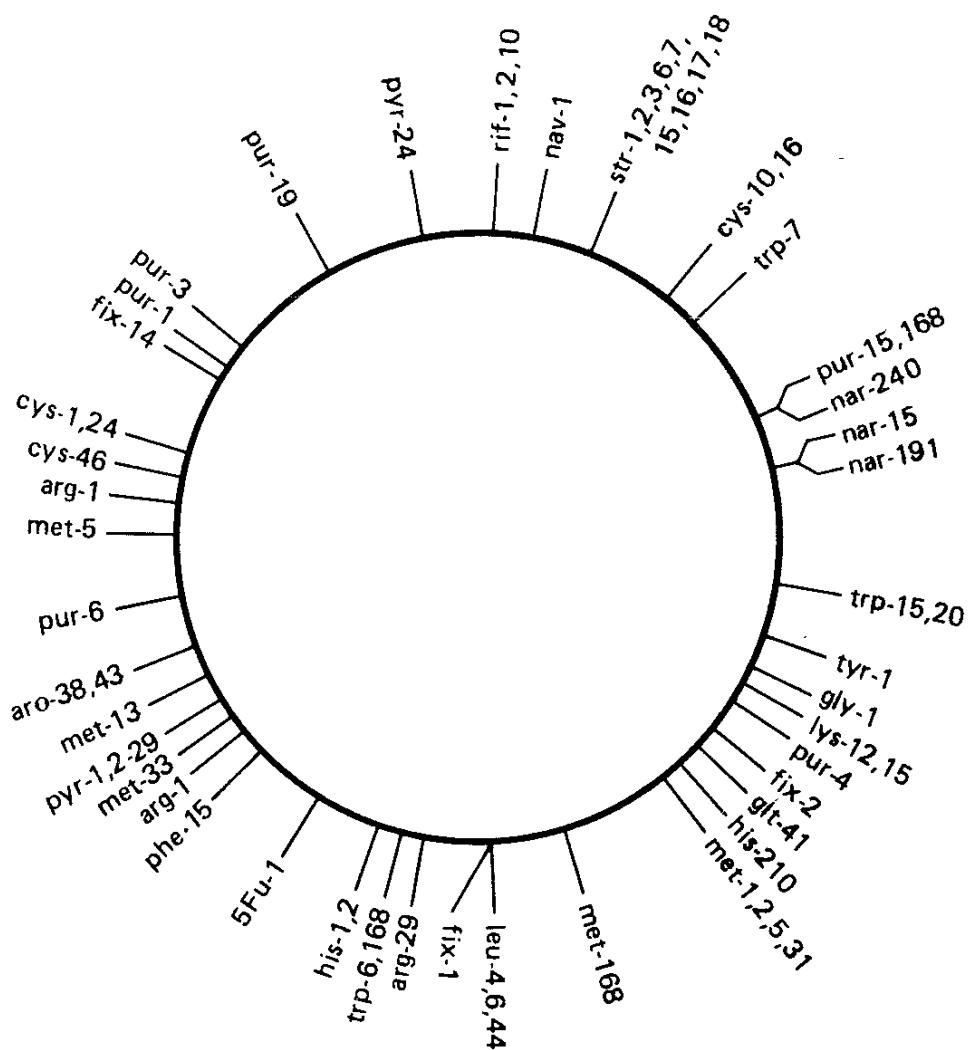 rif-1,2,10
nav-1
str-1,2,3,6,7,
15,16,17,18
cys-10,16
trp-7
pur-15,168
nar-240
nar-15
nar-191
trp-15,20
tyr-1
gly-1
lys-12,15
pur-4
fix-2
glt-41
his-210
met-1,2,5,31
met-168
leu-4,6,44
fix-1
arg-29
trp-6,168
his-1,2
5Fu-1
phe-15
arg-1
met-33
pyr-1,2-29
met-13
aro-38,43
pur-6
met-5
arg-1
cys-46
cys-1,24
fix-14
pur-1
pur-3
pur-19
pyr-24